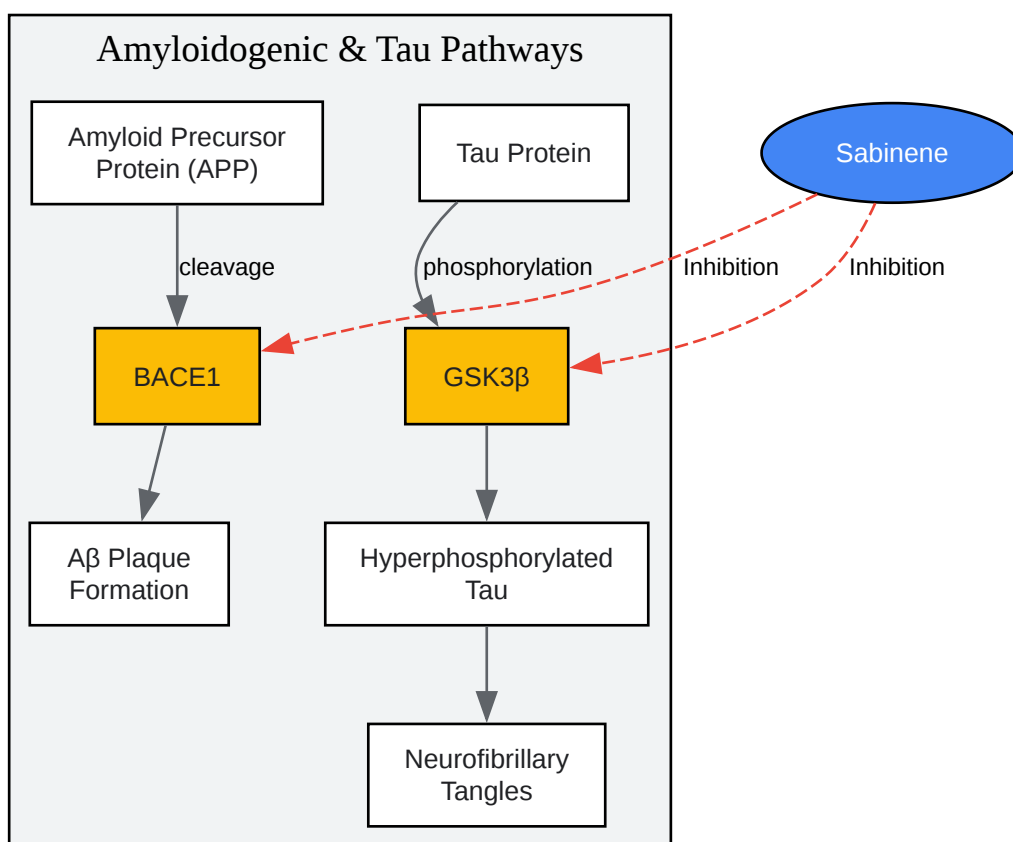 Amyloidogenic & Tau Pathways
Amyloid Precursor
Protein (APP)
Tau Protein
Sabinene
cleavage
phosphorylation
Inhibition
Inhibition
BACE1
GSK3β
Aβ Plaque
Formation
Hyperphosphorylated
Tau
Neurofibrillary
Tangles